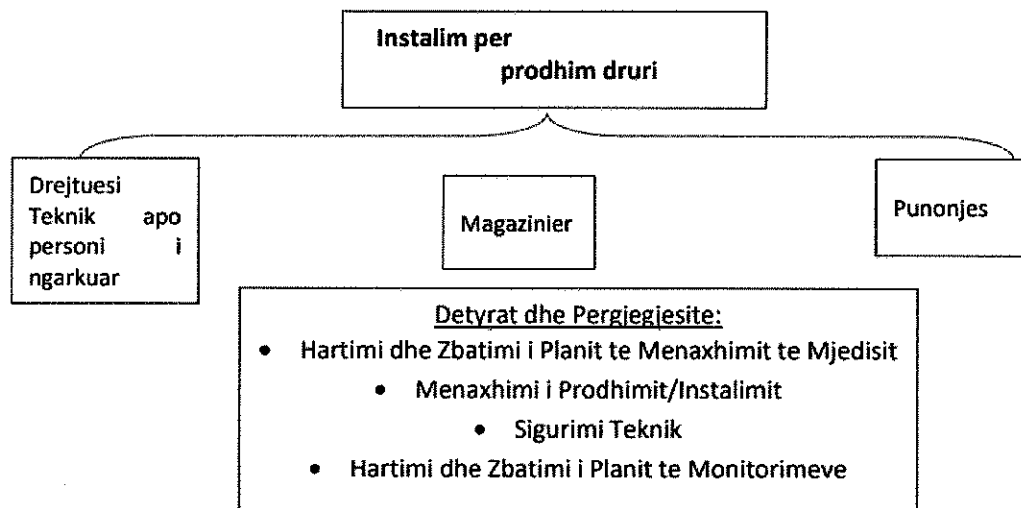 Instalim per
prodhim druri
Drejtuesi
Teknik apo
personi i
ngarkuar
Magazinier
Punonjes
Detyrat dhe Pergjegjesite:
• Hartimi dhe Zbatimi i Planit te Menaxhimit te Mjedisit
• Menaxhimi i Prodhimit/Instalimit
• Sigurimi Teknik
• Hartimi dhe Zbatimi i Planit te Monitorimeve